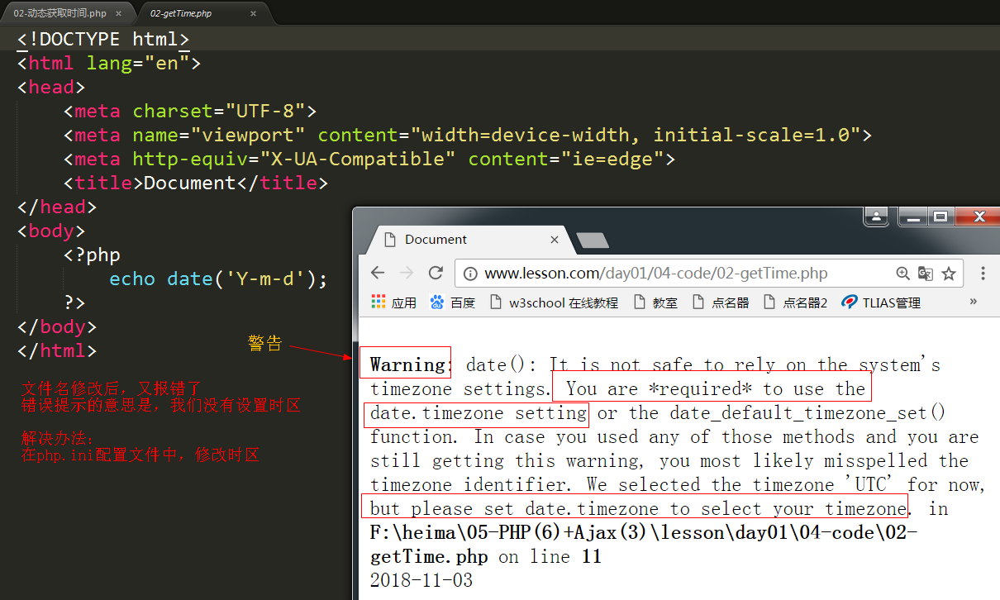 02-动态获取时间.php × 02-getTime.php ×
<!DOCTYPE html>
<html lang="en">
<head>
<meta charset="UTF-8">
<meta name="viewport" content="width=device-width, initial-scale=1.0">
<meta http-equiv="X-UA-Compatible" content="ie=edge">
<title>Document</title>
</head>
<body>
<?php
echo date('Y-m-d');
?>
</body>
</html>
警告
文件名修改后，又报错了
错误提示的意思是，我们没有设置时区
解决办法：
在php.ini配置文件中，修改时区
Document
www.lesson.com/day01/04-code/02-getTime.php
应用 百度 w3school 在线教程 教室 点名器 点名器2 TLIAS管理 »
Warning: date(): It is not safe to rely on the system's
timezone settings. You are *required* to use the
date.timezone setting or the date_default_timezone_set()
function. In case you used any of those methods and you are
still getting this warning, you most likely misspelled the
timezone identifier. We selected the timezone 'UTC' for now,
but please set date.timezone to select your timezone. in
F:\heima\05-PHP(6)+Ajax(3)\lesson\day01\04-code\02-
getTime.php on line 11
2018-11-03